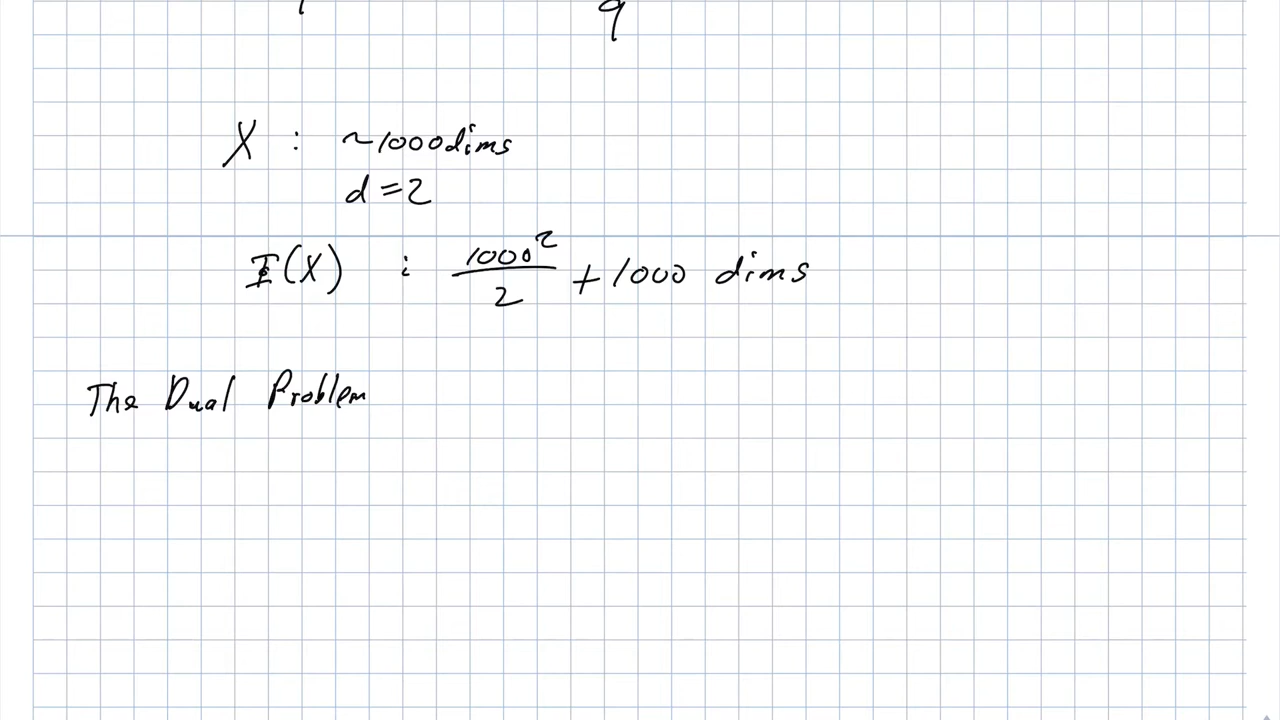 X : ~1000dims
d = 2
Φ(X) : 1000²/2 + 1000 dims
The Dual Problem